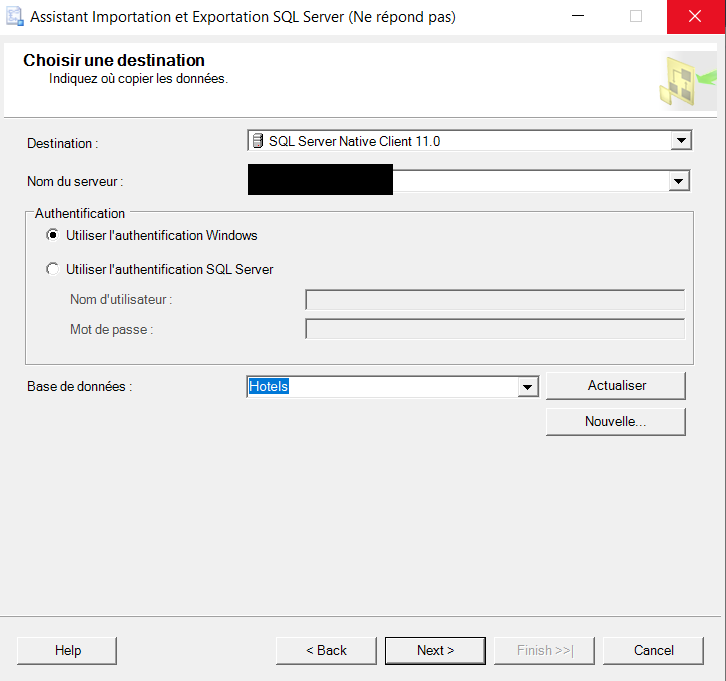 Assistant Importation et Exportation SQL Server (Ne répond pas)
Choisir une destination
Indiquez où copier les données.
Destination :
SQL Server Native Client 11.0
Nom du serveur :
Authentification
Utiliser l'authentification Windows
Utiliser l'authentification SQL Server
Nom d'utilisateur :
Mot de passe :
Base de données :
Hotels
Actualiser
Nouvelle...
Help
< Back
Next >
Finish >>|
Cancel